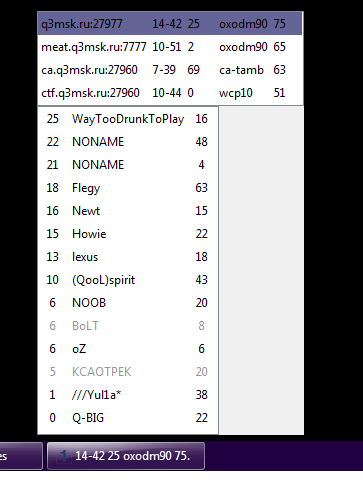 q3msk.ru:27977 14-42 25 oxodm90 75
meat.q3msk.ru:7777 10-51 2 oxodm90 65
ca.q3msk.ru:27960 7-39 69 ca-tamb 63
ctf.q3msk.ru:27960 10-44 0 wcp10 51
25 WayTooDrunkToPlay 16
22 NONAME 48
21 NONAME 4
18 Flegy 63
16 Newt 15
15 Howie 22
13 lexus 18
10 (QooL)spirit 43
6 NOOB 20
6 BoLT 8
6 oZ 6
5 KCAOTPEK 20
1 ///Yul1a* 38
0 Q-BIG 22
es 14-42 25 oxodm90 75.